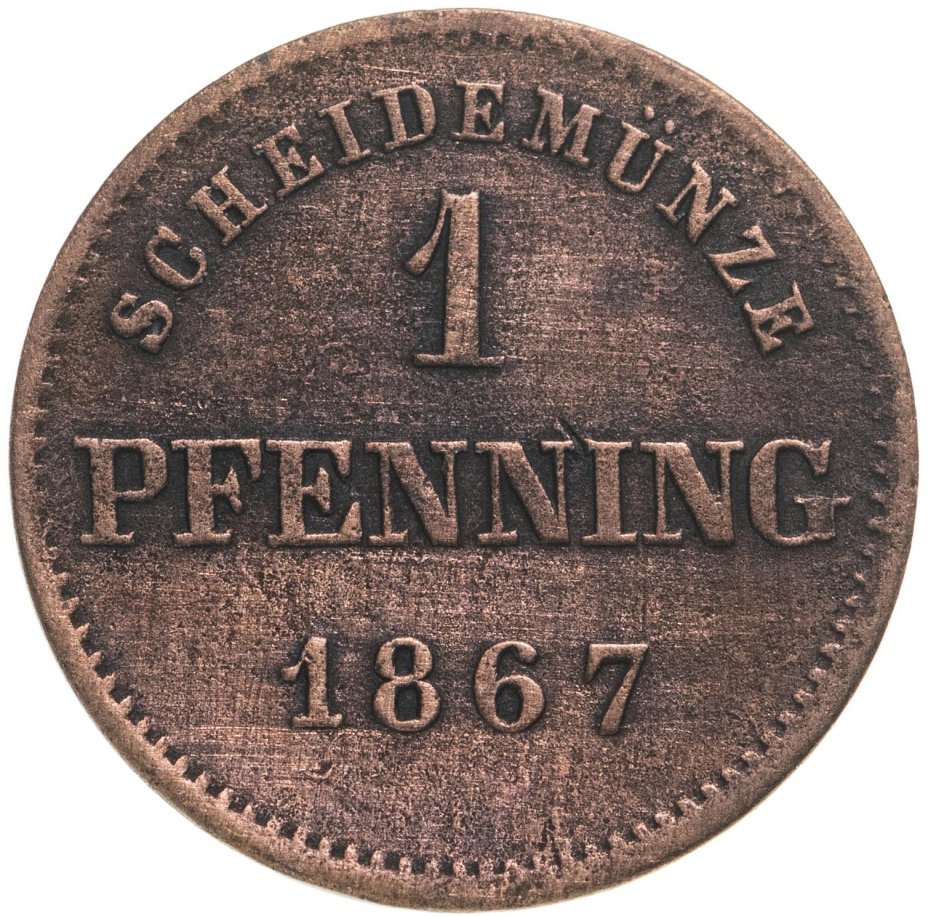 SCHEIDEMÜNZE
1
PFENNING
1867